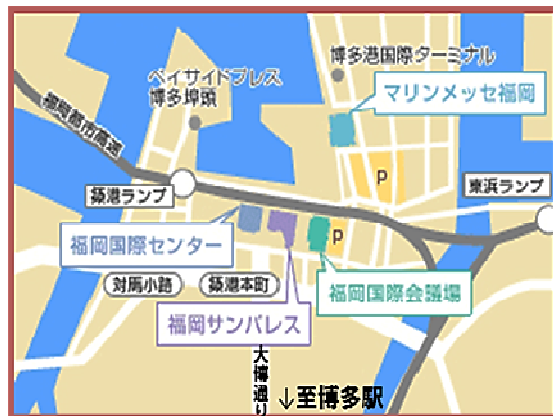 博多港国際ターミナル
ベイサイドプレス
博多埠頭
マリンメッセ福岡
福岡都市高速
P
築港ランプ
東浜ランプ
福岡国際センター
P
対馬小路
築港本町
福岡国際会議場
福岡サンパレス
大博通り
↓至博多駅